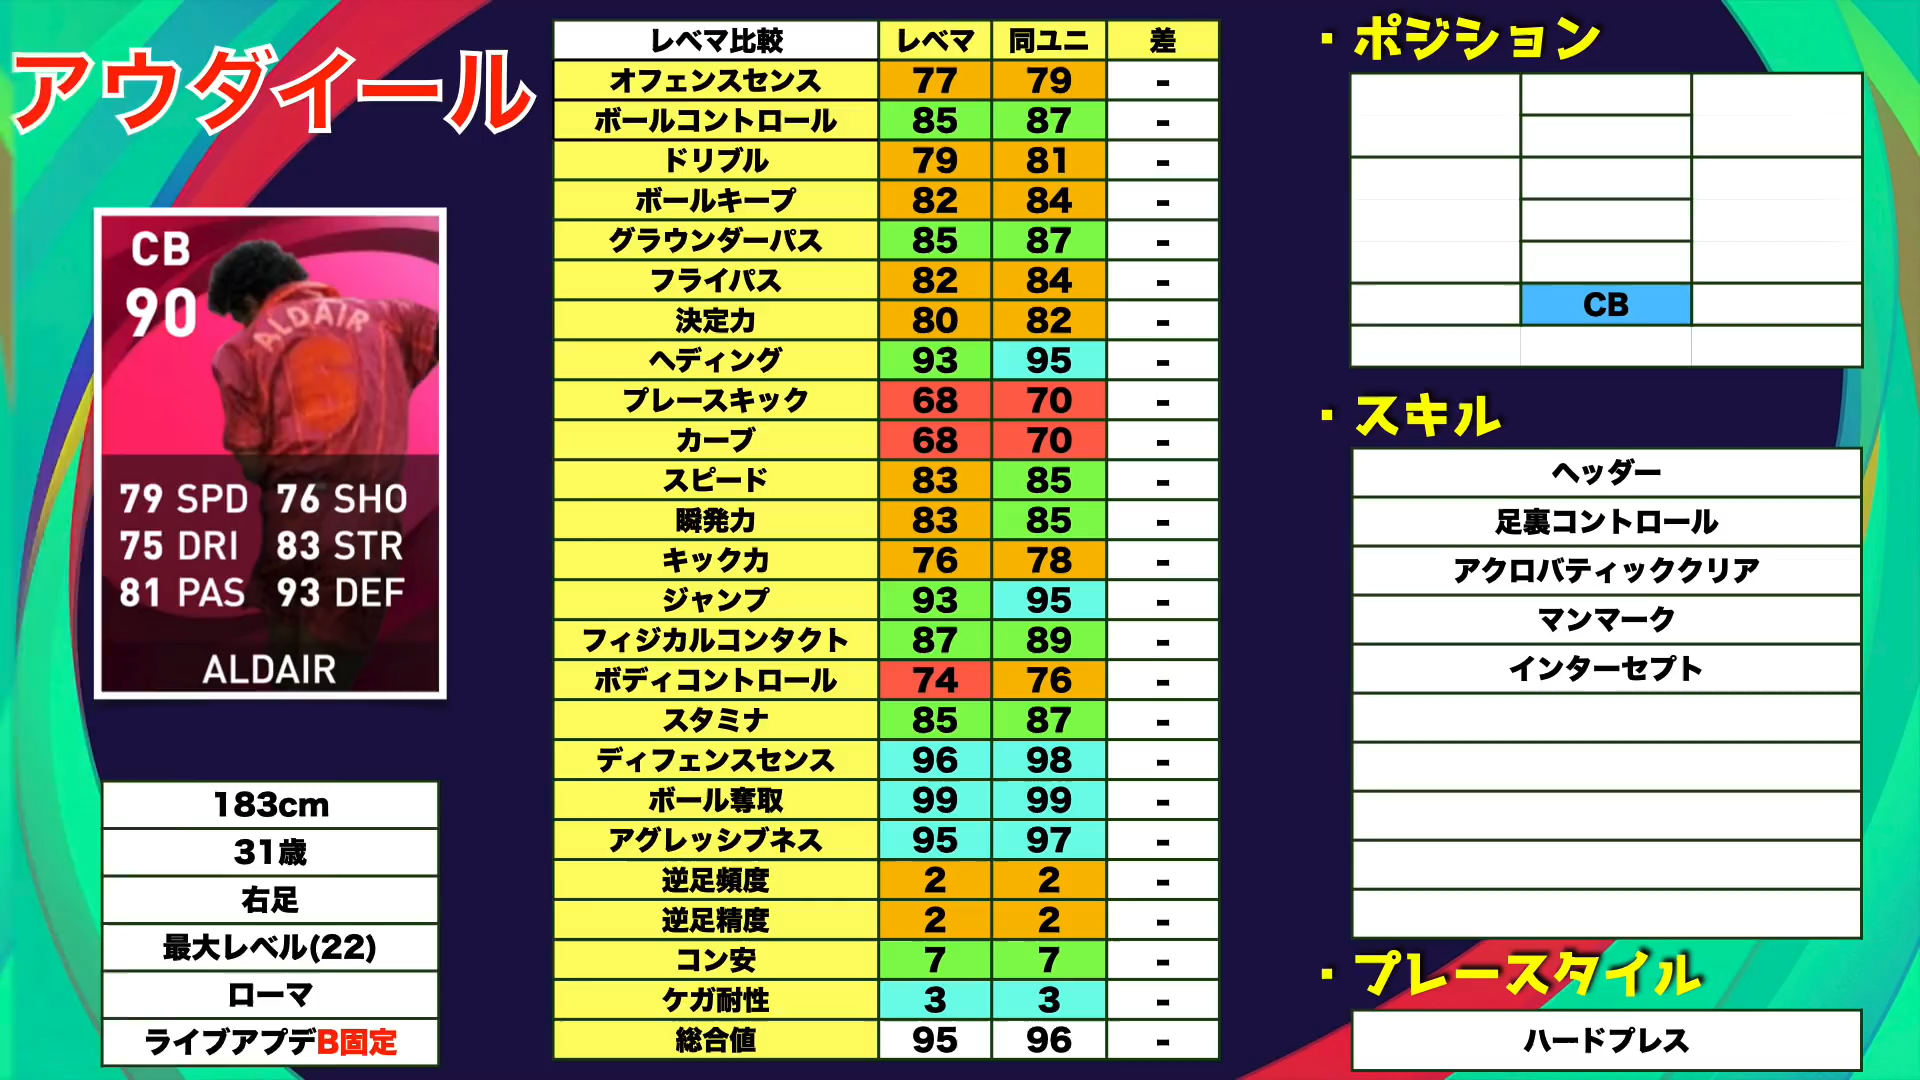 アウダイール
CB
90
ALDAIR
79 SPD 76 SHO
75 DRI 83 STR
81 PAS 93 DEF
ALDAIR
183cm
31歳
右足
最大レベル(22)
ローマ
ライブアプデB固定
レベマ比較 レベマ 同ユニ 差
オフェンスセンス 77 79 -
ボールコントロール 85 87 -
ドリブル 79 81 -
ボールキープ 82 84 -
グラウンダーパス 85 87 -
フライパス 82 84 -
決定力 80 82 -
ヘディング 93 95 -
プレースキック 68 70 -
カーブ 68 70 -
スピード 83 85 -
瞬発力 83 85 -
キック力 76 78 -
ジャンプ 93 95 -
フィジカルコンタクト 87 89 -
ボディコントロール 74 76 -
スタミナ 85 87 -
ディフェンスセンス 96 98 -
ボール奪取 99 99 -
アグレッシブネス 95 97 -
逆足頻度 2 2 -
逆足精度 2 2 -
コン安 7 7 -
ケガ耐性 3 3 -
総合値 95 96 -
・ポジション
CB
・スキル
ヘッダー
足裏コントロール
アクロバティッククリア
マンマーク
インターセプト
・プレースタイル
ハードプレス